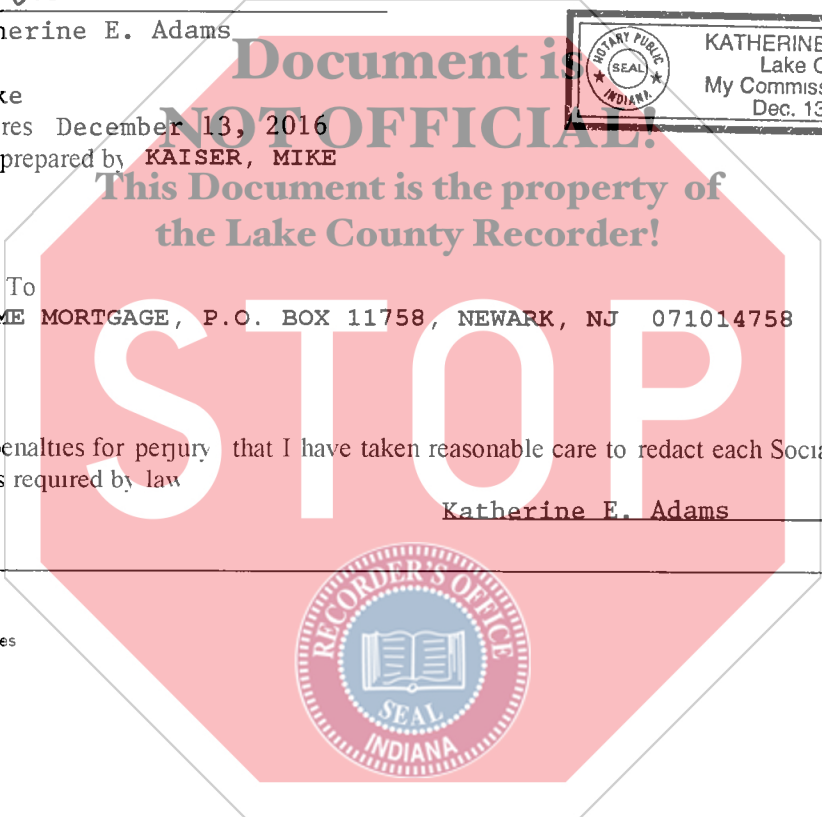 herine E. Adams
KATHERINE
Lake C
My Commiss
Dec. 13
NOTARY PUBLIC
SEAL
INDIANA
Document is
NOT OFFICIAL!
This Document is the property of
the Lake County Recorder!
ke
res December 13, 2016
prepared by KAISER, MIKE
To
ME MORTGAGE, P.O. BOX 11758, NEWARK, NJ 071014758
STOP
enalties for perjury that I have taken reasonable care to redact each Socia
s required by law
Katherine E. Adams
RECORDER'S OFFICE
SEAL
INDIANA
es